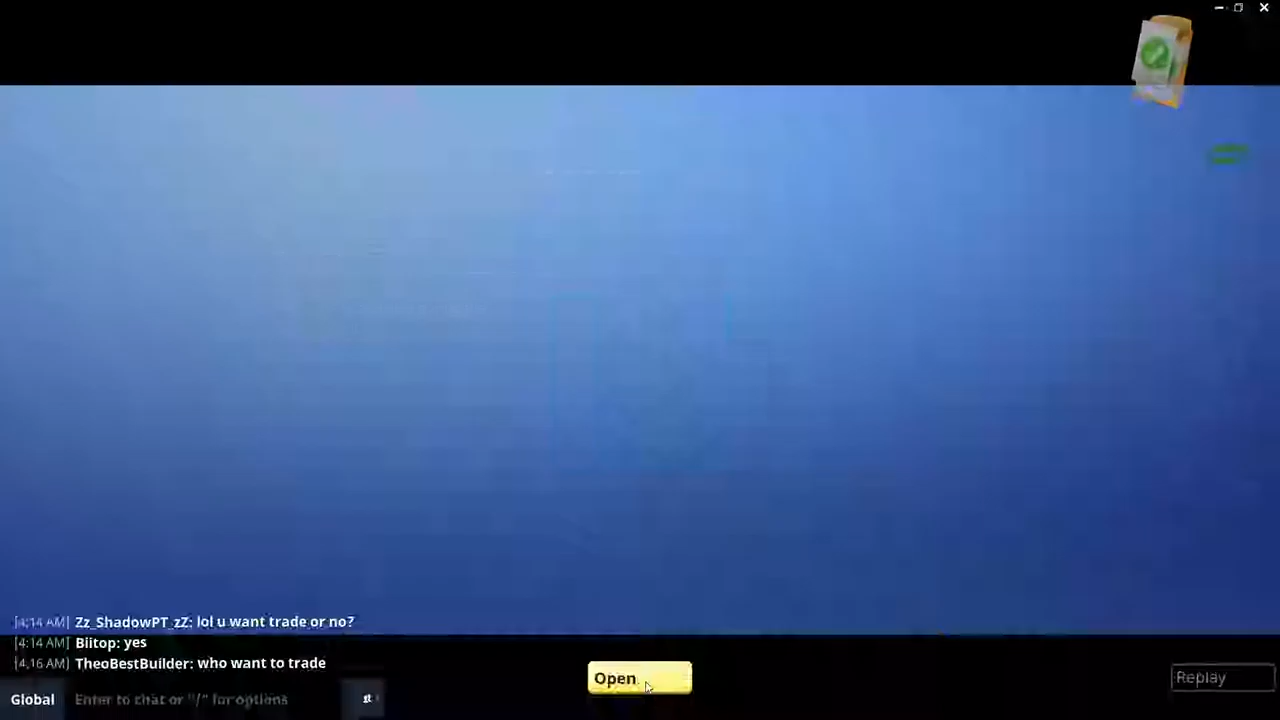 [4:14 AM] Zz_ShadowPT_zZ: lol u want trade or no?
[4:14 AM] Biitop: yes
[4:16 AM] TheoBestBuilder: who want to trade
Open
Replay
Global Enter to chat or "/" for options